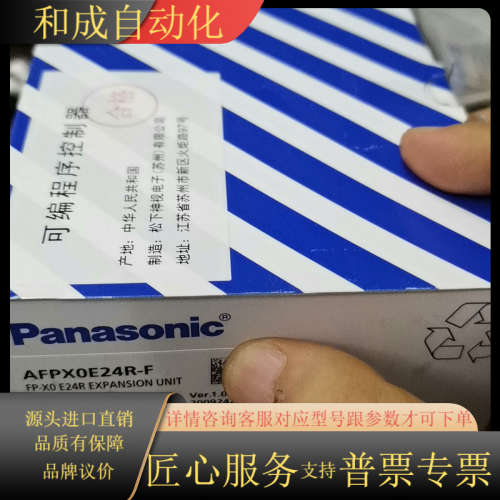 和成自动化
可编程序控制器
合格
产地：中华人民共和国
制造：松下神视电子(苏州)有限公司
地址：江苏省苏州市新区火炬路97号
Panasonic®
AFPX0E24R-F
FP-X0 E24R EXPANSION UNIT
Ver.1.0
源头进口直销
品质有保障
品牌议价
详情咨询客服对应型号跟参数才可下单
匠心服务支持普票专票